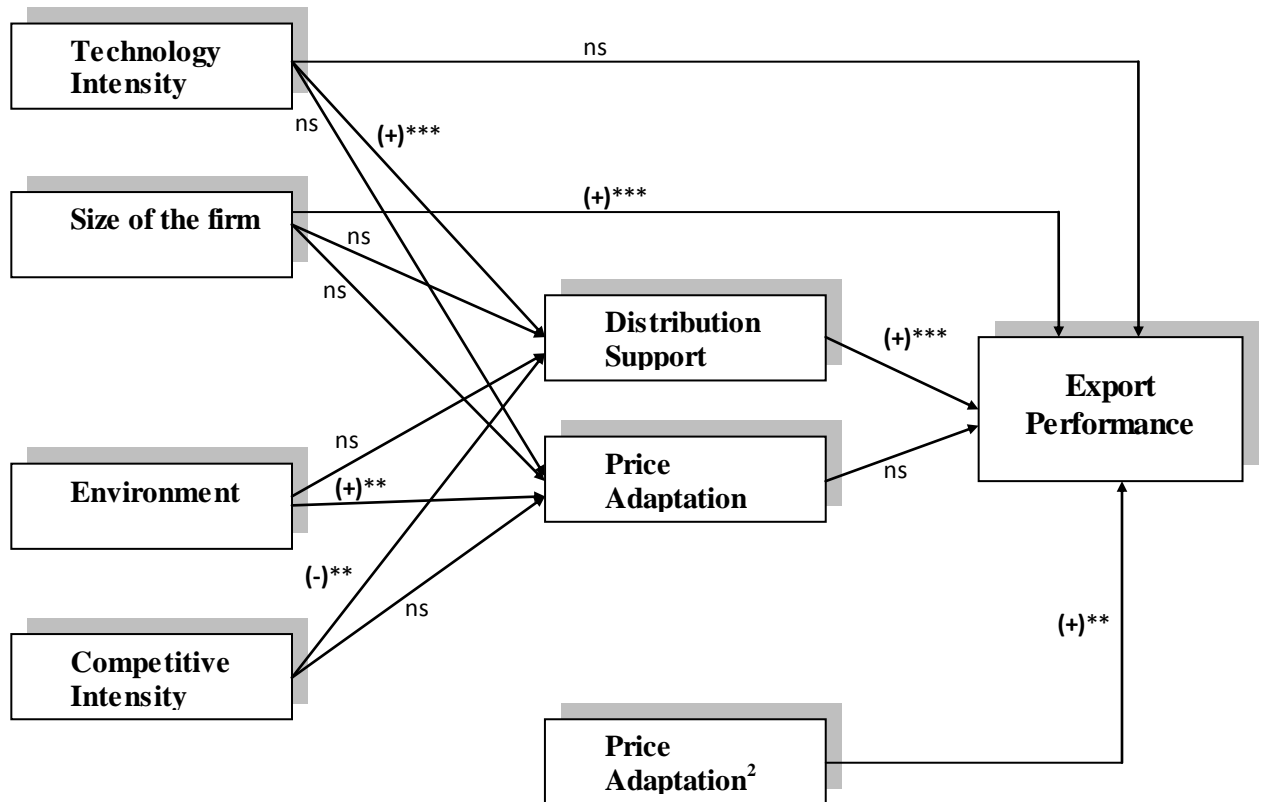 Technology
Intensity
ns
ns
(+)***
Size of the firm
(+)***
ns
ns
Distribution
Support
(+)***
Export
Performance
ns
Environment
(+)**
Price
Adaptation
ns
(-)**
ns
Competitive
Intensity
(+)**
Price
Adaptation²